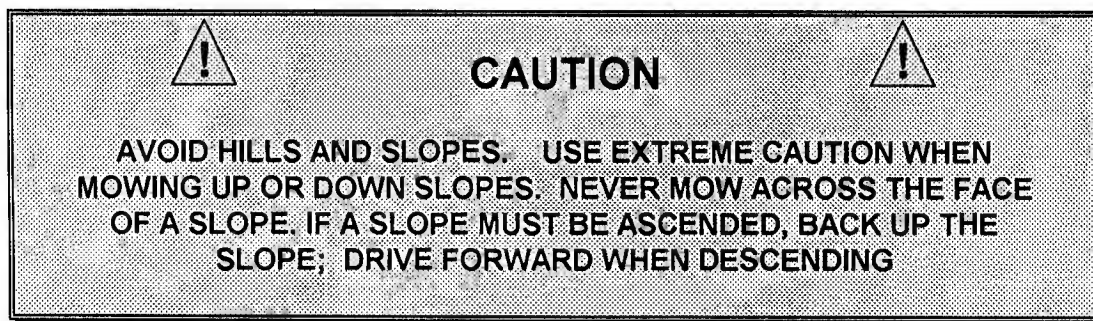 CAUTION
AVOID HILLS AND SLOPES. USE EXTREME CAUTION WHEN
MOWING UP OR DOWN SLOPES. NEVER MOW ACROSS THE FACE
OF A SLOPE. IF A SLOPE MUST BE ASCENDED, BACK UP THE
SLOPE; DRIVE FORWARD WHEN DESCENDING